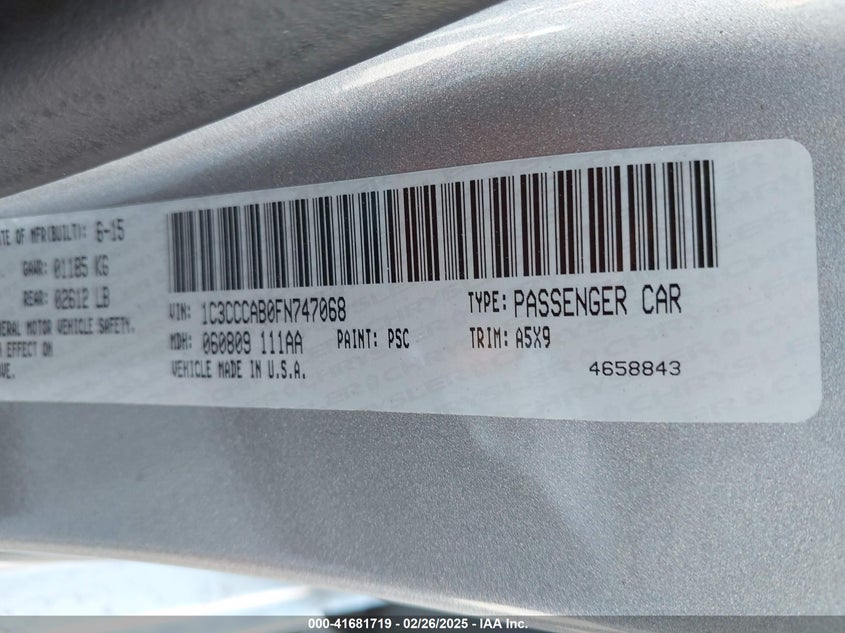 TE OF MFR(BUILT): 6-15
GAWR: 01185 KG
REAR: 02612 LB
ERAL MOTOR VEHICLE SAFETY.
EFFECT ON
VE.
VIN: 1C3CCCAB0FN747068
TYPE: PASSENGER CAR
MDH: 060809 111AA
PAINT: PSC
TRIM: A5X9
VEHICLE MADE IN U.S.A.
4658843
000-41681719 - 02/26/2025 - IAA Inc.